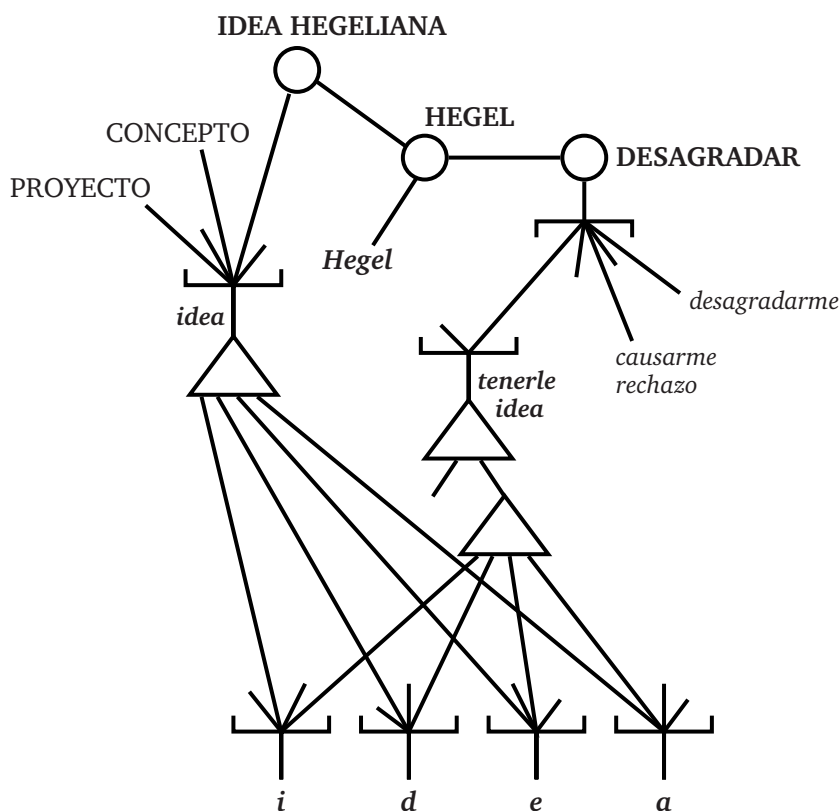 IDEA HEGELIANA
HEGEL
CONCEPTO
DESAGRADAR
PROYECTO
Hegel
idea
desagradarme
tenerle
idea
causarme
rechazo
i
d
e
a